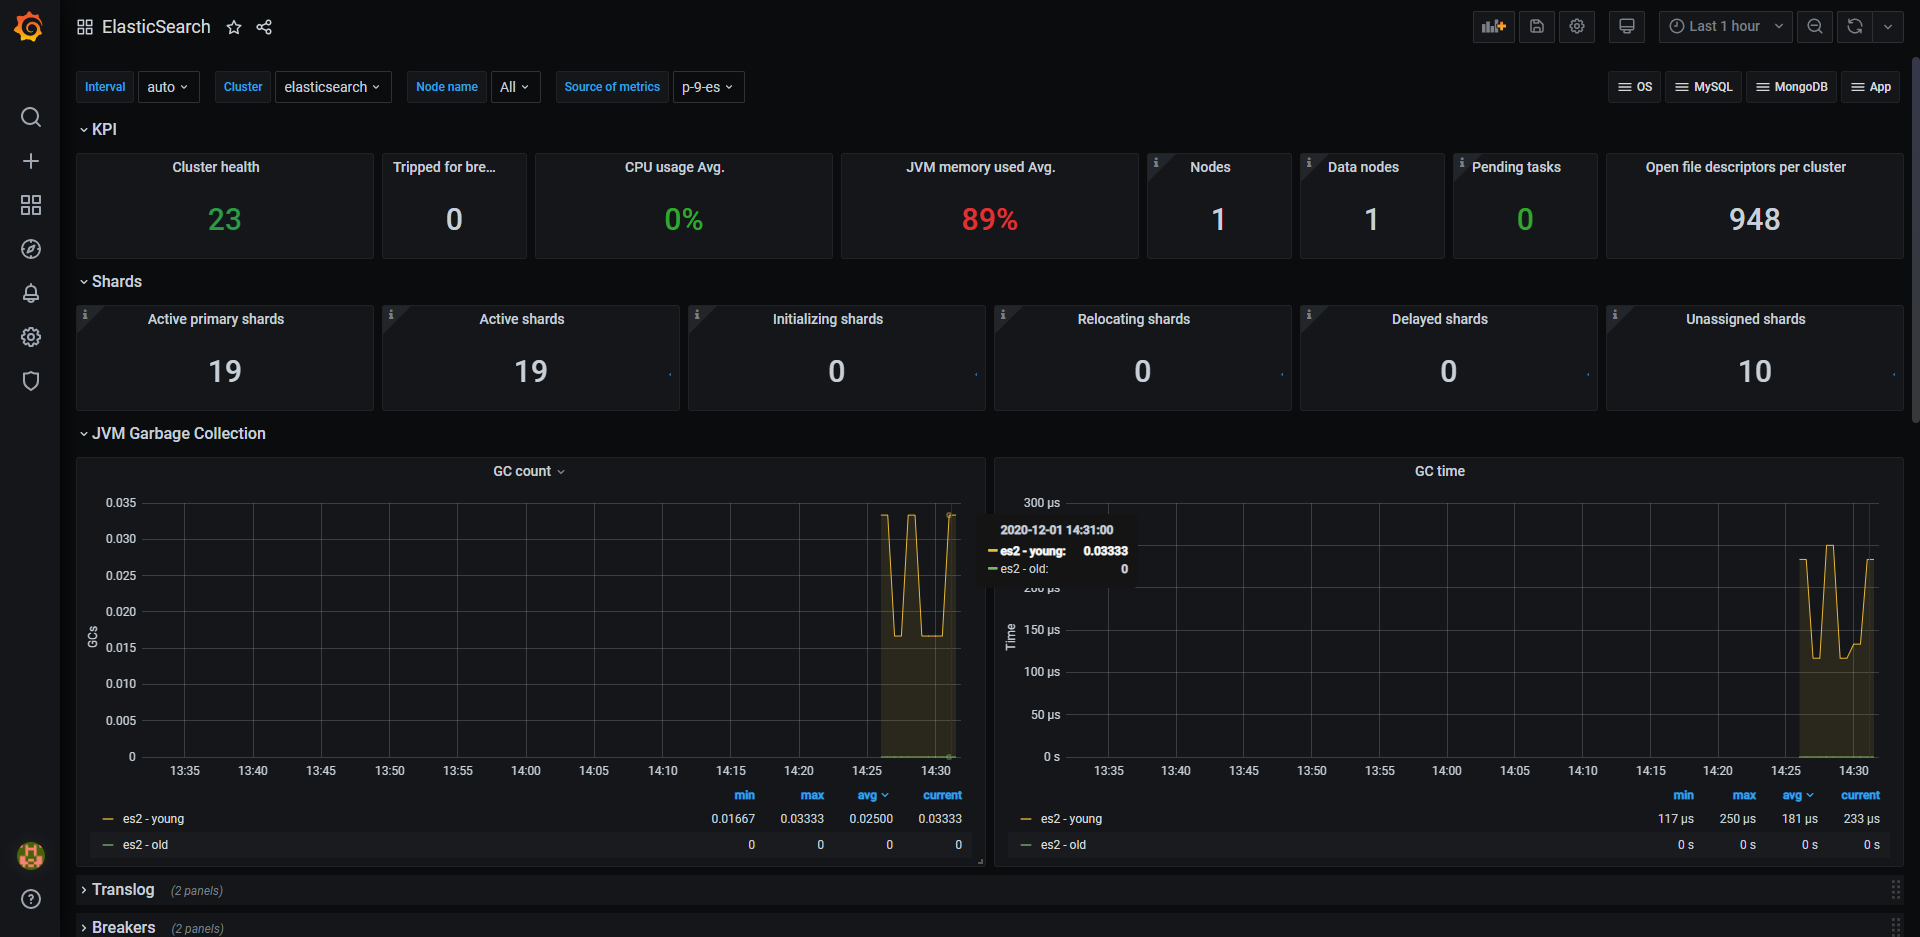 ElasticSearch
Last 1 hour
Interval auto Cluster elasticsearch Node name All Source of metrics p-9-es OS MySQL MongoDB App
KPI
Cluster health Tripped for bre... CPU usage Avg. JVM memory used Avg. Nodes Data nodes Pending tasks Open file descriptors per cluster
23 0 0% 89% 1 1 0 948
Shards
Active primary shards Active shards Initializing shards Relocating shards Delayed shards Unassigned shards
19 19 0 0 0 10
JVM Garbage Collection
GC count
0.035
0.030
0.025
0.020
0.015
0.010
0.005
0
GCs
13:35 13:40 13:45 13:50 13:55 14:00 14:05 14:10 14:15 14:20 14:25 14:30
min max avg current
es2 - young 0.01667 0.03333 0.02500 0.03333
es2 - old 0 0 0 0
2020-12-01 14:31:00
es2 - young: 0.03333
es2 - old: 0
GC time
300 µs
200 µs
150 µs
100 µs
50 µs
0 s
Time
13:35 13:40 13:45 13:50 13:55 14:00 14:05 14:10 14:15 14:20 14:25 14:30
min max avg current
es2 - young 117 µs 250 µs 181 µs 233 µs
es2 - old 0 s 0 s 0 s 0 s
Translog (2 panels)
Breakers (2 panels)